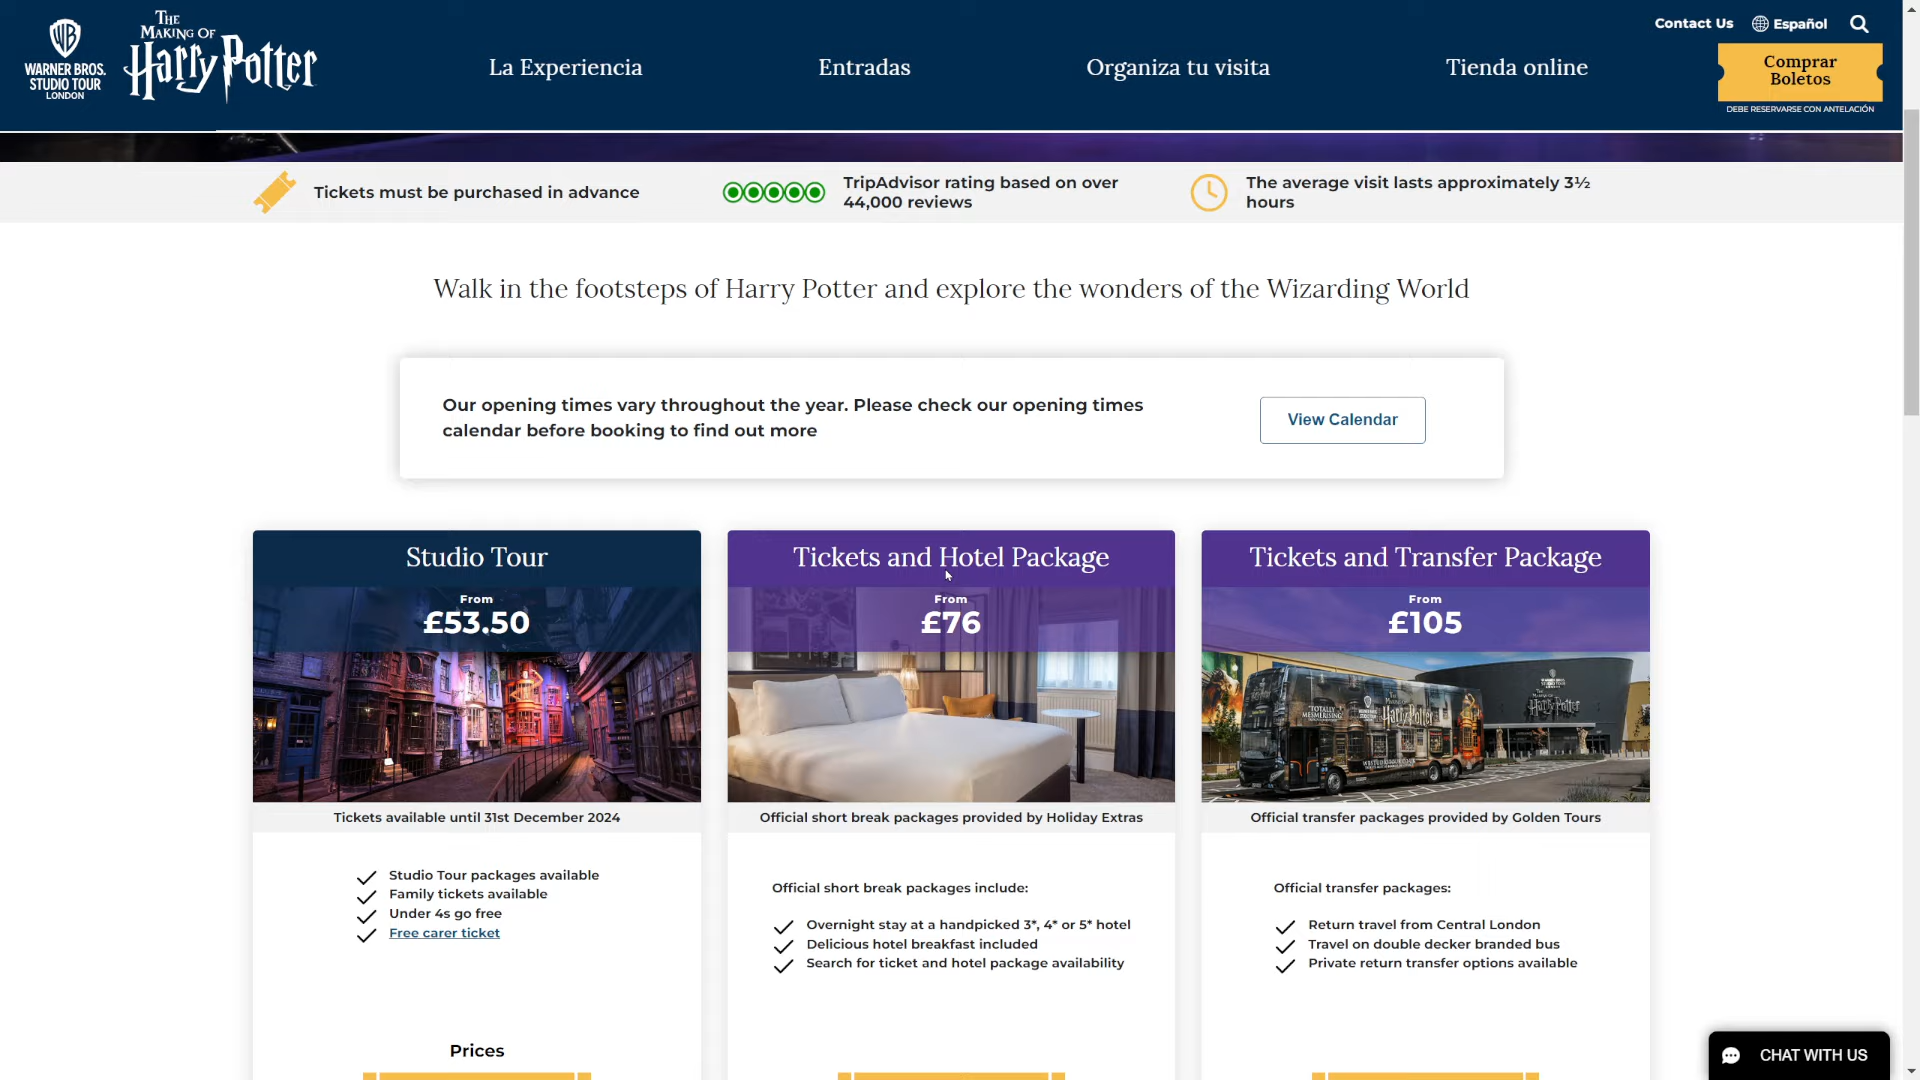 Contact Us
Español
WARNER BROS.
STUDIO TOUR
LONDON
THE
MAKING OF
Harry Potter
La Experiencia
Entradas
Organiza tu visita
Tienda online
Comprar
Boletos
DEBE RESERVARSE CON ANTELACIÓN
Tickets must be purchased in advance
TripAdvisor rating based on over
44,000 reviews
The average visit lasts approximately 3½
hours
Walk in the footsteps of Harry Potter and explore the wonders of the Wizarding World
Our opening times vary throughout the year. Please check our opening times
calendar before booking to find out more
View Calendar
Studio Tour
From
£53.50
Tickets available until 31st December 2024
Studio Tour packages available
Family tickets available
Under 4s go free
Free carer ticket
Prices
Tickets and Hotel Package
From
£76
Official short break packages provided by Holiday Extras
Official short break packages include:
Overnight stay at a handpicked 3*, 4* or 5* hotel
Delicious hotel breakfast included
Search for ticket and hotel package availability
Tickets and Transfer Package
From
£105
"TOTALLY
MESMERISING"
Harry Potter
Harry Potter
Official transfer packages provided by Golden Tours
Official transfer packages:
Return travel from Central London
Travel on double decker branded bus
Private return transfer options available
CHAT WITH US